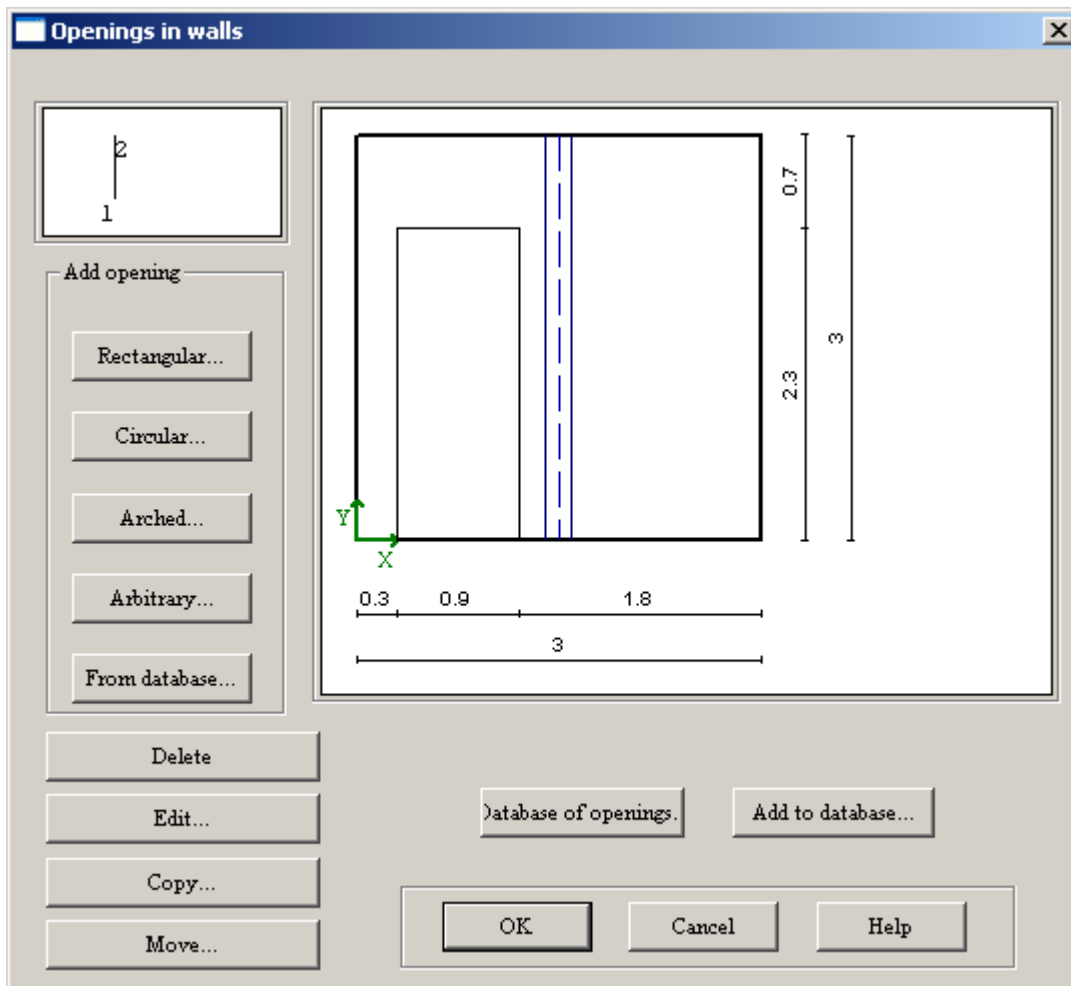 Openings in walls
2
1
Add opening
Rectangular...
Circular...
Arched...
Arbitrary...
From database...
0.7
2.3
3
Y
X
0.3 0.9 1.8
3
Delete
Edit...
Copy...
Move...
Database of openings.
Add to database...
OK
Cancel
Help